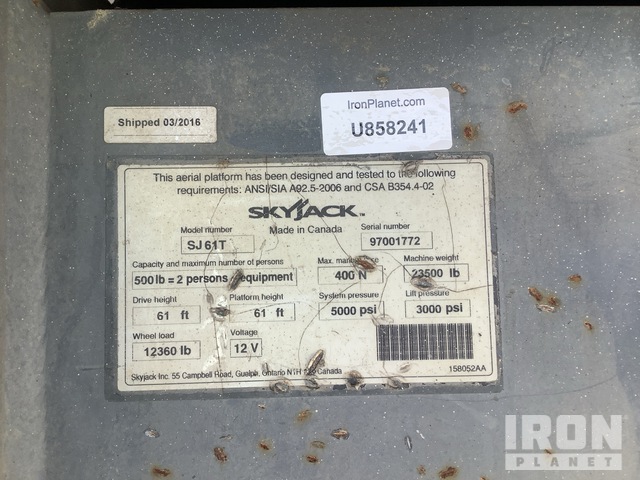 IronPlanet.com
U858241
Shipped 03/2016
This aerial platform has been designed and tested to the following
requirements: ANSI/SIA A92.5-2006 and CSA B354.4-02
SKYJACK
TM
Made in Canada
Model number
SJ 61T
Serial number
97001772
Capacity and maximum number of persons
500 lb = 2 persons equipment
Max.
400 N
Machine weight
23500 lb
Drive height
61 ft
Platform height
61 ft
System pressure
5000 psi
Lift pressure
3000 psi
Wheel load
12360 lb
Voltage
12 V
158052AA
Skyjack Inc. 55 Campbell Road, Guelph, Ontario N1H Canada
IRON
PLANET